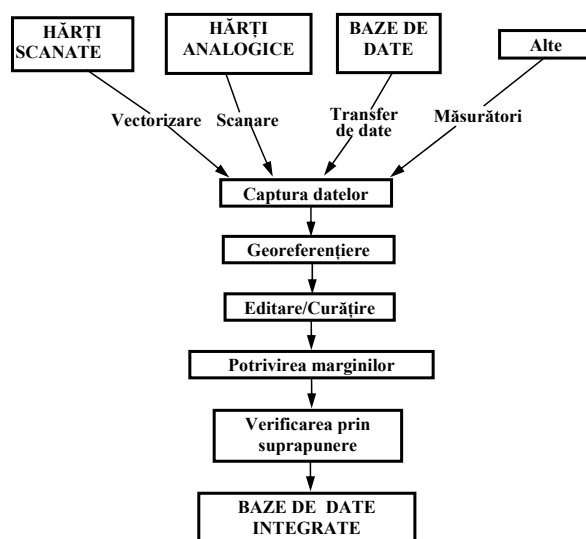 HĂRȚI
SCANATE
HĂRȚI
ANALOGICE
BAZE DE
DATE
Alte
Vectorizare
Scanare
Transfer
de date
Măsurători
Captura datelor
Georeferențiere
Editare/Curățire
Potrivirea marginilor
Verificarea prin
suprapunere
BAZE DE DATE
INTEGRATE